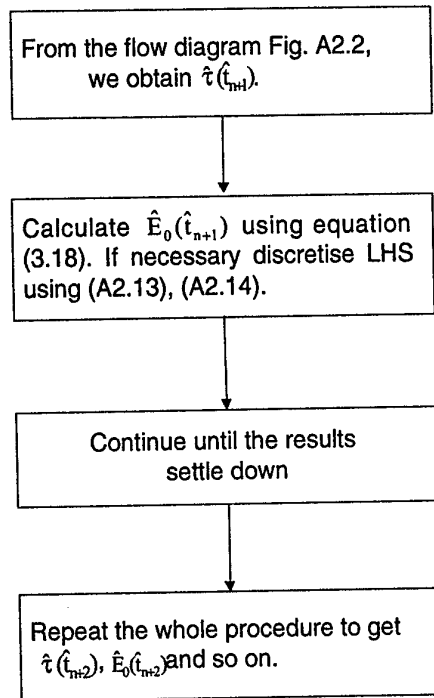 From the flow diagram Fig. A2.2,
we obtain τ̂(t̂ₙ₊₁).
Calculate Ê₀(t̂ₙ₊₁) using equation
(3.18). If necessary discretise LHS
using (A2.13), (A2.14).
Continue until the results
settle down
Repeat the whole procedure to get
τ̂(t̂ₙ₊₂), Ê₀(t̂ₙ₊₂) and so on.